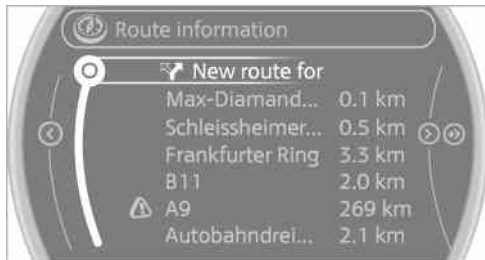 Route information
New route for
Max-Diamand... 0.1 km
Schleissheimer... 0.5 km
Frankfurter Ring 3.3 km
B11 2.0 km
A9 269 km
Autobahndrei... 2.1 km